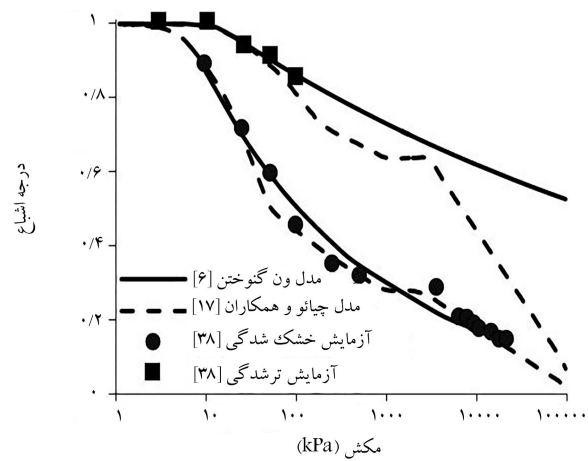 ۱
۰/۸
۰/۶
۰/۴
۰/۲
۰
درجه اشباع
مدل ون گنوختن [۶]
مدل چیائو و همکاران [۱۷]
آزمایش خشک شدگی [۳۸]
آزمایش ترشدگی [۳۸]
۱ ۱۰ ۱۰۰ ۱۰۰۰ ۱۰۰۰۰ ۱۰۰۰۰۰
مکش (kPa)